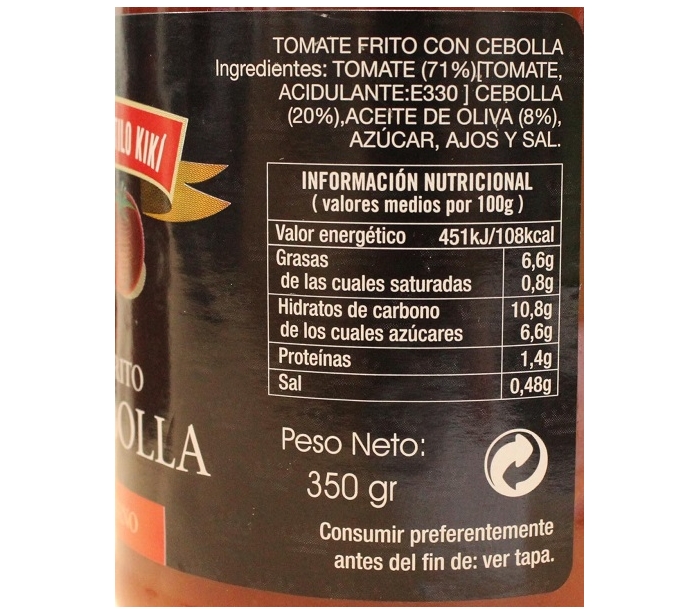 TOMATE FRITO CON CEBOLLA
Ingredientes: TOMATE (71%)[TOMATE,
ACIDULANTE:E330 ] CEBOLLA
(20%),ACEITE DE OLIVA (8%),
AZÚCAR, AJOS Y SAL.
KIKÍ
INFORMACIÓN NUTRICIONAL
( valores medios por 100g )
Valor energético 451kJ/108kcal
Grasas 6,6g
de las cuales saturadas 0,8g
Hidratos de carbono 10,8g
de los cuales azúcares 6,6g
Proteínas 1,4g
Sal 0,48g
RITO
OLLA
Peso Neto:
350 gr
Consumir preferentemente
antes del fin de: ver tapa.